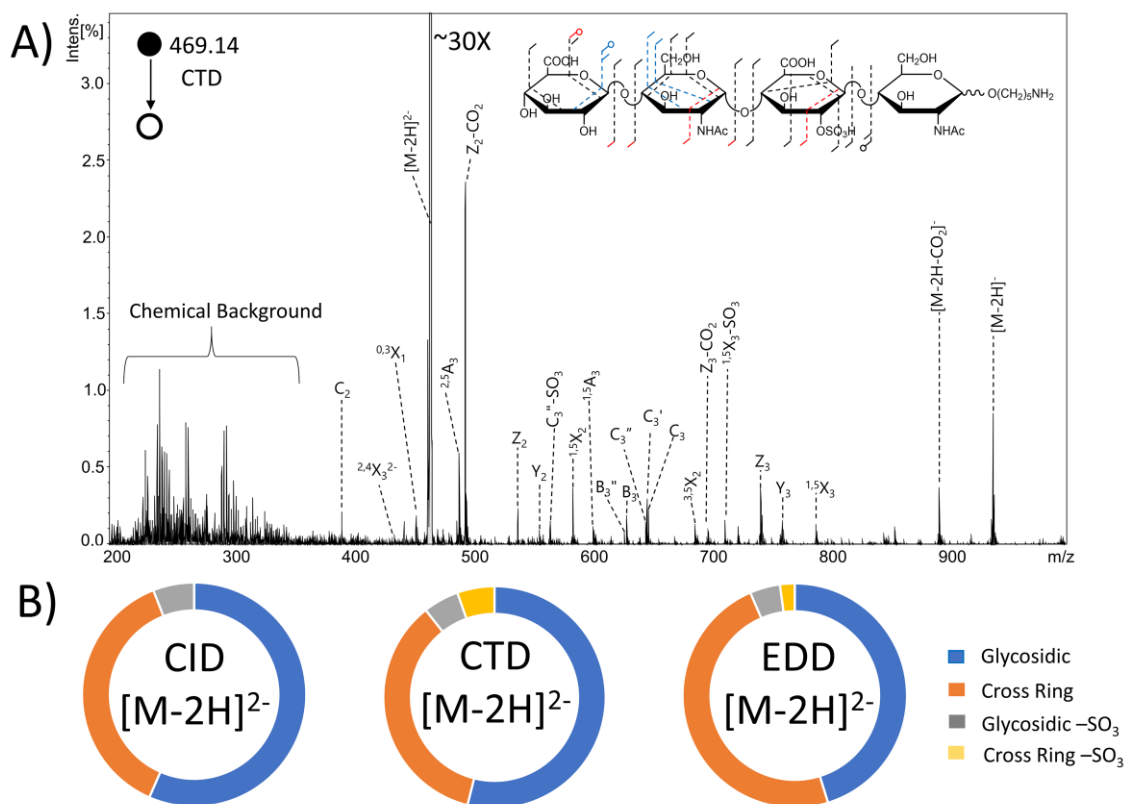 A)
Intens.
[%]
469.14
CTD
~30X
3.0
2.5
2.0
1.5
1.0
0.5
0.0
200
300
400
500
600
700
800
900
m/z
Chemical Background
C2
2,4X3 2-
0,3X1
[M-2H]2-
2,5A3
Z2-CO2
Z2
Y2
C3''-SO3
1,5X2
1,5A3
B3''
B3
C3''
C3'
C3
3,5X2
Z3-CO2
1,5X3-SO3
Z3
Y3
1,5X3
[M-2H-CO2]-
[M-2H]-
COOH
OH
OH
OH
O
O
CH2OH
OH
O
NHAc
O
COOH
OH
O
OSO3H
O
CH2OH
OH
O
NHAc
O(CH2)5NH2
B)
CID
[M-2H]2-
CTD
[M-2H]2-
EDD
[M-2H]2-
Glycosidic
Cross Ring
Glycosidic –SO3
Cross Ring –SO3